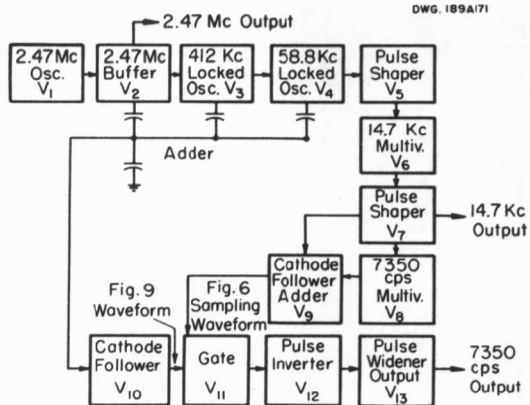 DWG. 189A171
2.47 Mc Output
2.47Mc
Osc.
V1
2.47Mc
Buffer
V2
412 Kc
Locked
Osc. V3
58.8Kc
Locked
Osc. V4
Pulse
Shaper
V5
Adder
14.7 Kc
Multiv.
V6
Pulse
Shaper
V7
14.7 Kc
Output
Cathode
Follower
Adder
V9
7350
cps
Multiv.
V8
Fig. 9
Waveform
Fig. 6
Sampling
Waveform
Cathode
Follower
V10
Gate
V11
Pulse
Inverter
V12
Pulse
Widener
Output
V13
7350
cps
Output